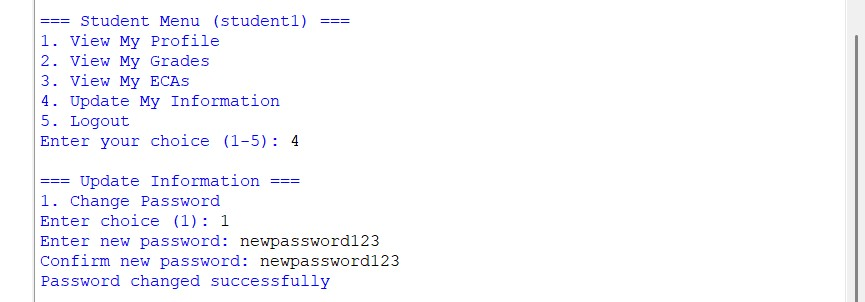 === Student Menu (student1) ===
1. View My Profile
2. View My Grades
3. View My ECAs
4. Update My Information
5. Logout
Enter your choice (1-5): 4
=== Update Information ===
1. Change Password
Enter choice (1): 1
Enter new password: newpassword123
Confirm new password: newpassword123
Password changed successfully